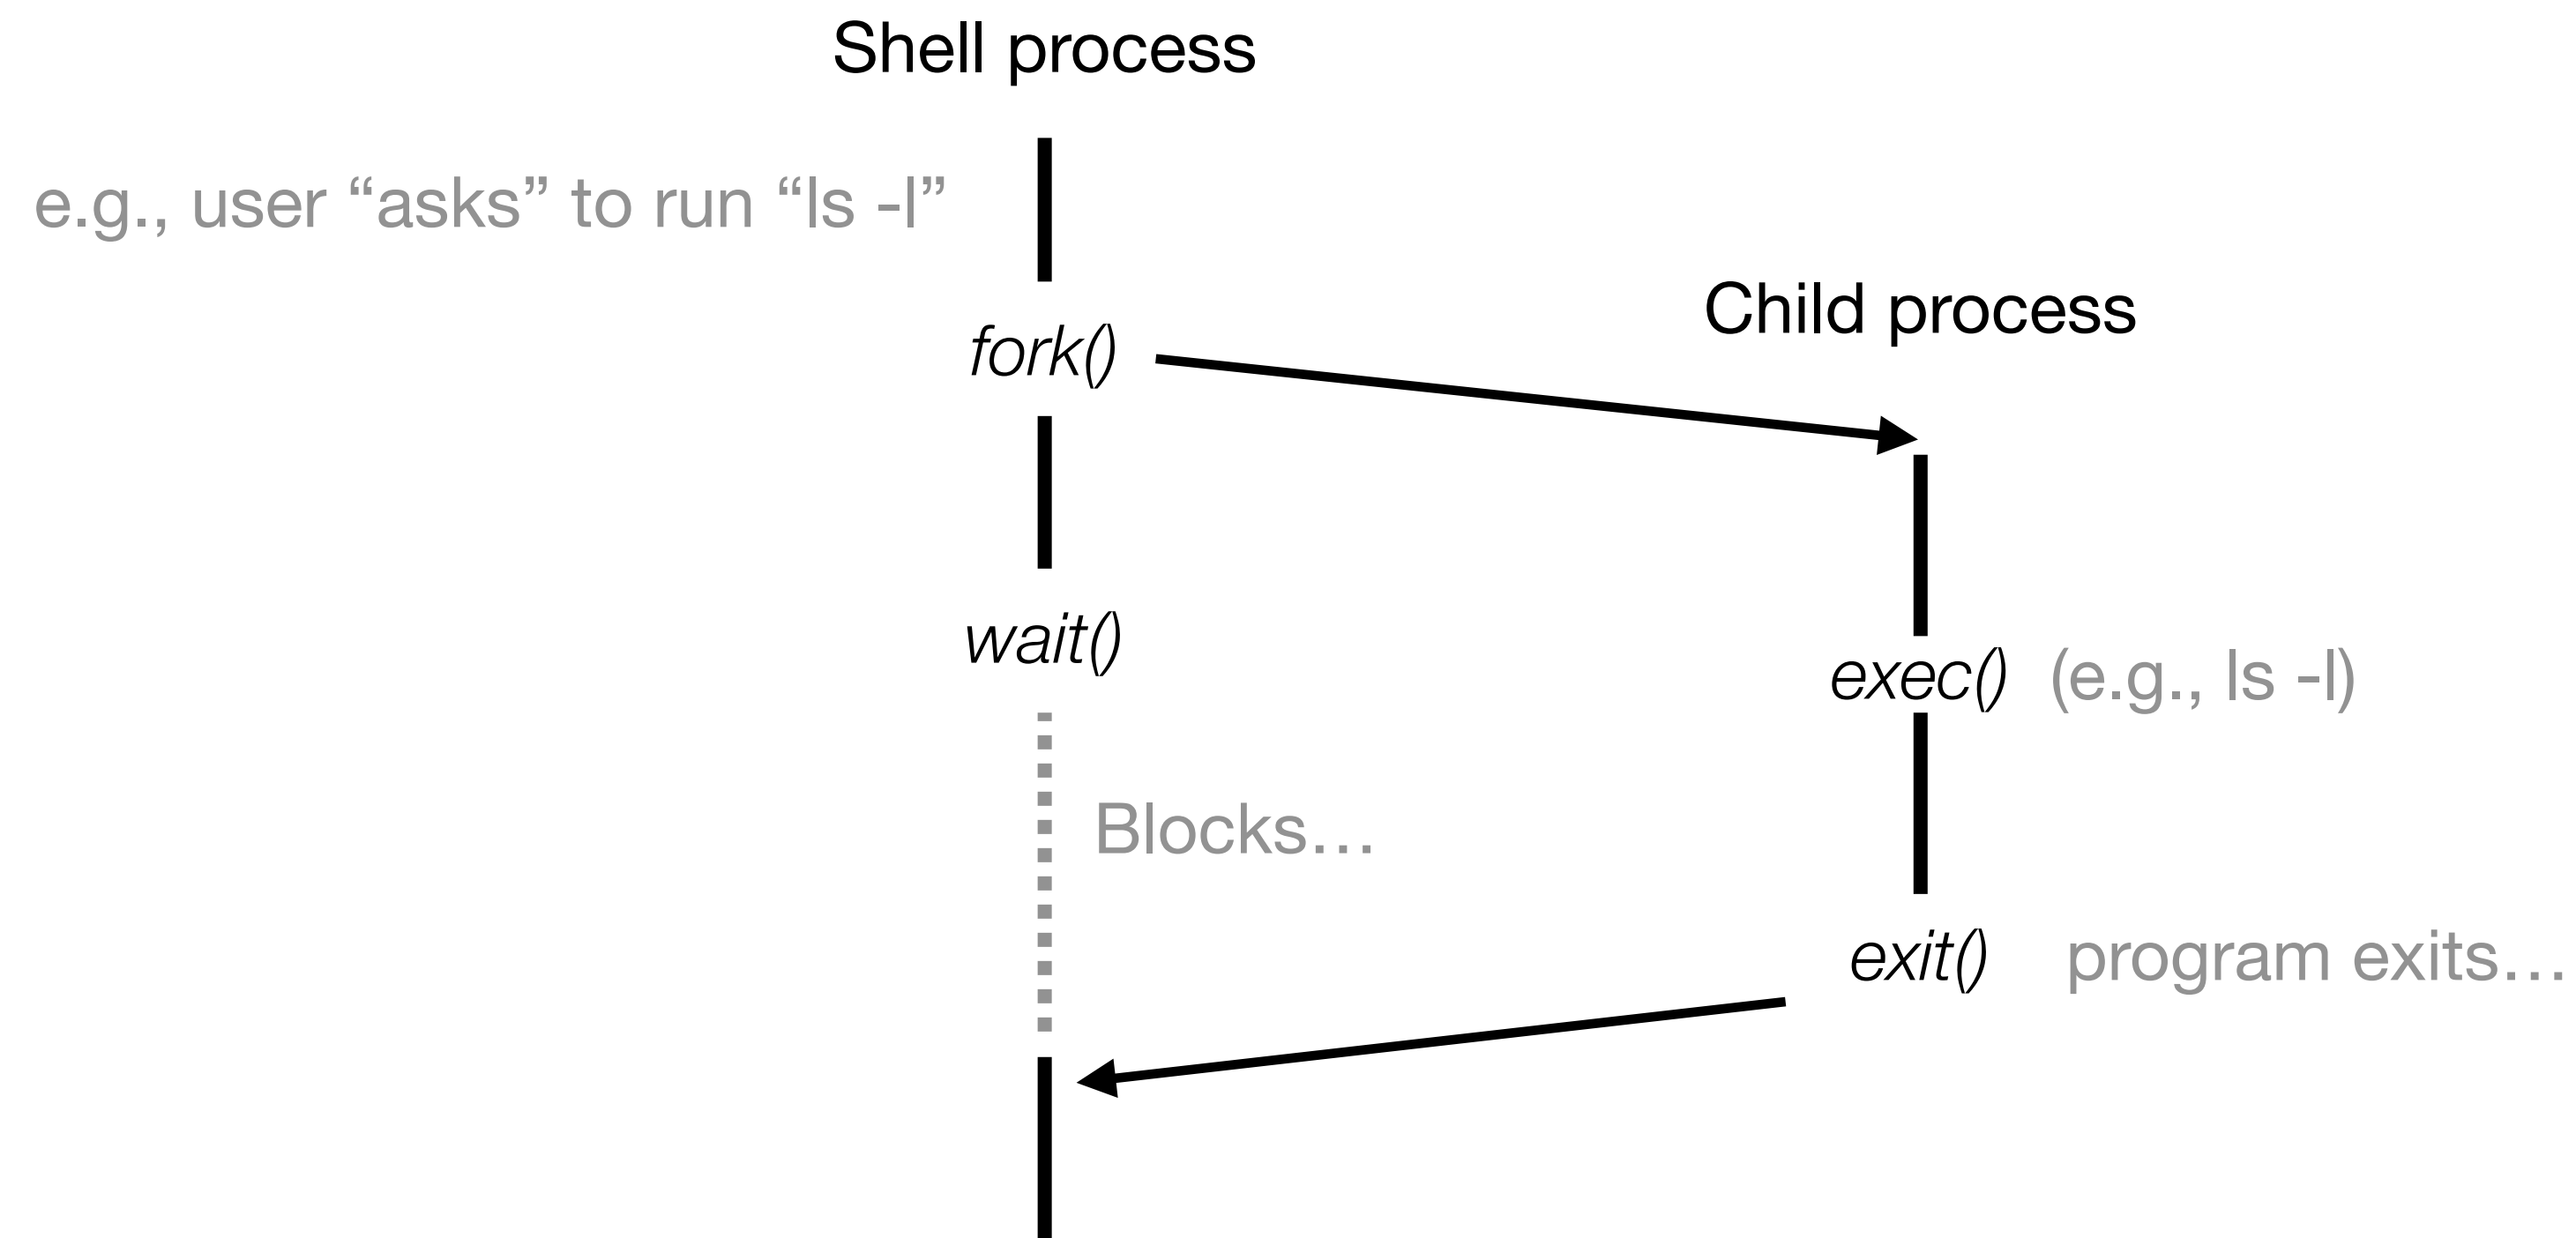 Shell process
e.g., user “asks” to run “ls -l”
Child process
fork()
wait()
exec() (e.g., ls -l)
Blocks…
exit() program exits…